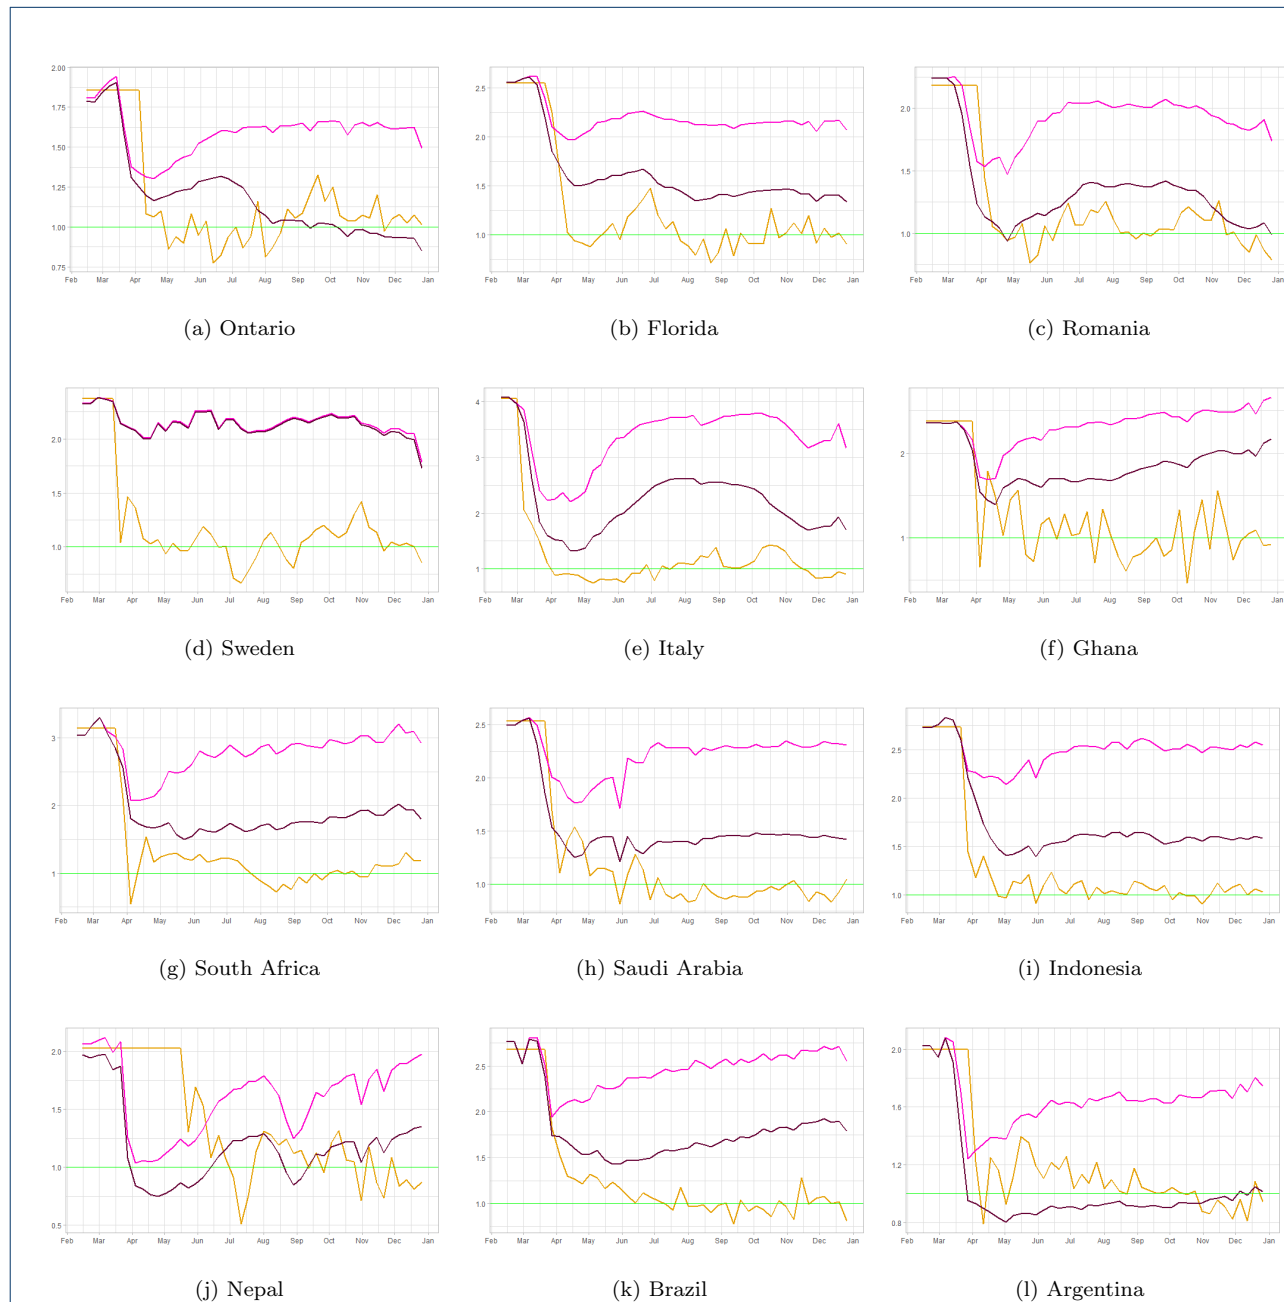 2.00
1.75
1.50
1.25
1.00
0.75
Feb Mar Apr May Jun Jul Aug Sep Oct Nov Dec Jan
(a) Ontario
2.5
2.0
1.5
1.0
Feb Mar Apr May Jun Jul Aug Sep Oct Nov Dec Jan
(b) Florida
2.0
1.5
1.0
Feb Mar Apr May Jun Jul Aug Sep Oct Nov Dec Jan
(c) Romania
2.0
1.5
1.0
Feb Mar Apr May Jun Jul Aug Sep Oct Nov Dec Jan
(d) Sweden
4
3
2
1
Feb Mar Apr May Jun Jul Aug Sep Oct Nov Dec Jan
(e) Italy
2
1
Feb Mar Apr May Jun Jul Aug Sep Oct Nov Dec Jan
(f) Ghana
3
2
1
Feb Mar Apr May Jun Jul Aug Sep Oct Nov Dec Jan
(g) South Africa
2.5
2.0
1.5
1.0
Feb Mar Apr May Jun Jul Aug Sep Oct Nov Dec Jan
(h) Saudi Arabia
2.5
2.0
1.5
1.0
Feb Mar Apr May Jun Jul Aug Sep Oct Nov Dec Jan
(i) Indonesia
2.0
1.5
1.0
0.5
Feb Mar Apr May Jun Jul Aug Sep Oct Nov Dec Jan
(j) Nepal
2.5
2.0
1.5
1.0
Feb Mar Apr May Jun Jul Aug Sep Oct Nov Dec Jan
(k) Brazil
2.0
1.6
1.2
0.8
Feb Mar Apr May Jun Jul Aug Sep Oct Nov Dec Jan
(l) Argentina